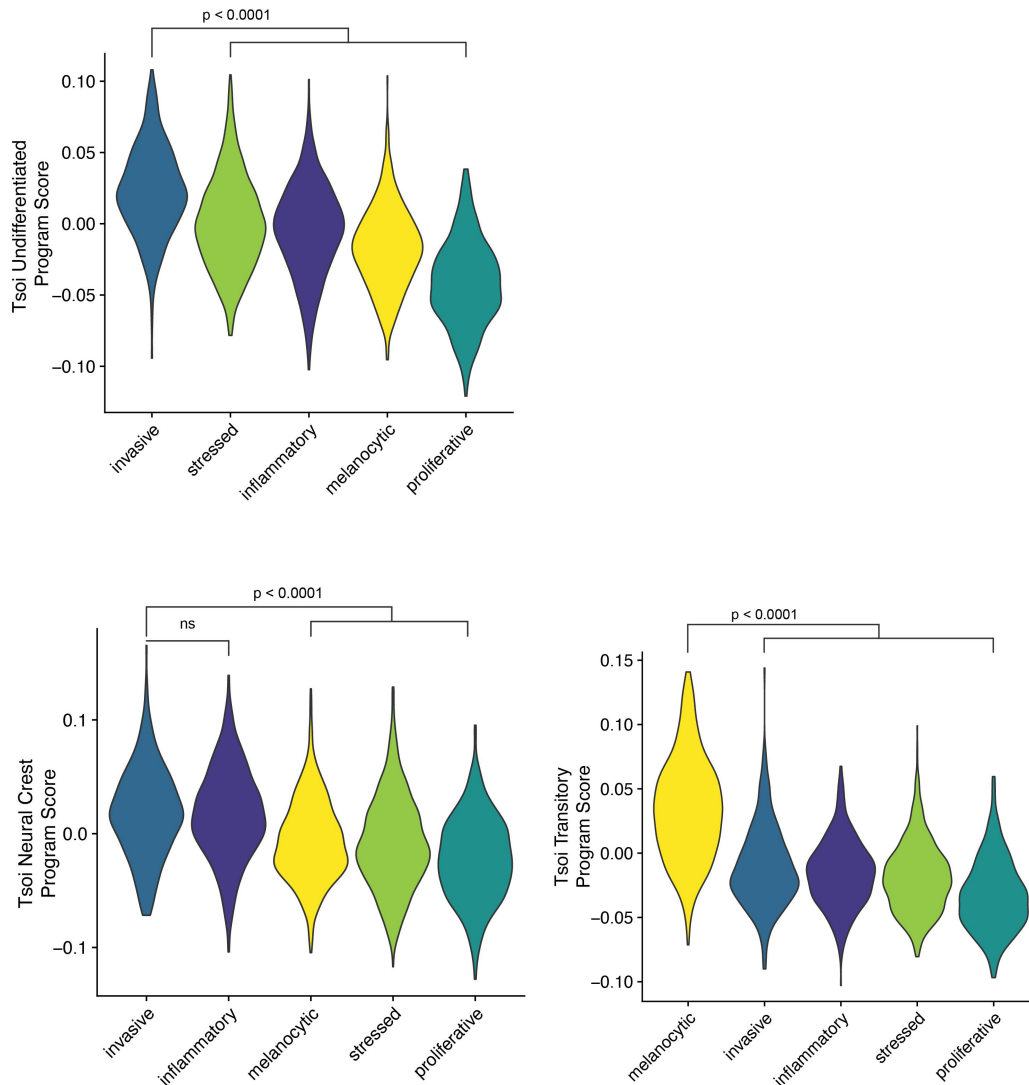 p < 0.0001
Tsoi Undifferentiated
Program Score
0.10
0.05
0.00
−0.05
−0.10
invasive
stressed
inflammatory
melanocytic
proliferative
p < 0.0001
ns
Tsoi Neural Crest
Program Score
0.1
0.0
−0.1
invasive
inflammatory
melanocytic
stressed
proliferative
p < 0.0001
Tsoi Transitory
Program Score
0.15
0.10
0.05
0.00
−0.05
−0.10
melanocytic
invasive
inflammatory
stressed
proliferative